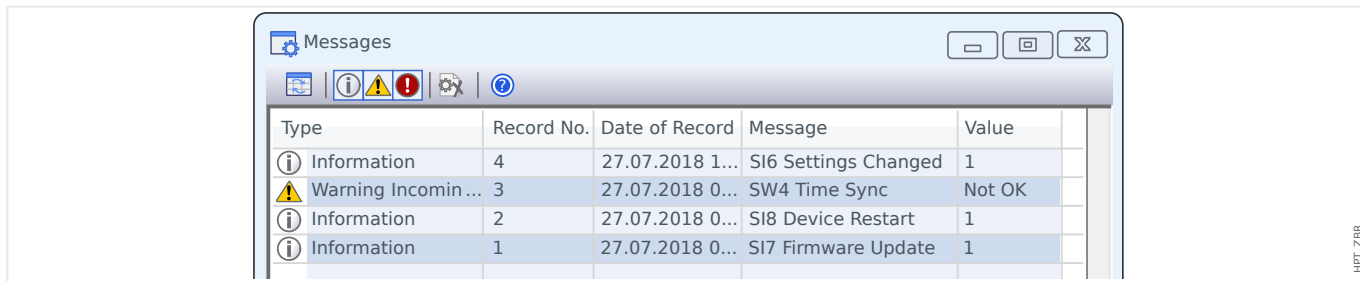 Messages
Type Record No. Date of Record Message Value
Information 4 27.07.2018 1... SI6 Settings Changed 1
Warning Incomin ... 3 27.07.2018 0... SW4 Time Sync Not OK
Information 2 27.07.2018 0... SI8 Device Restart 1
Information 1 27.07.2018 0... SI7 Firmware Update 1